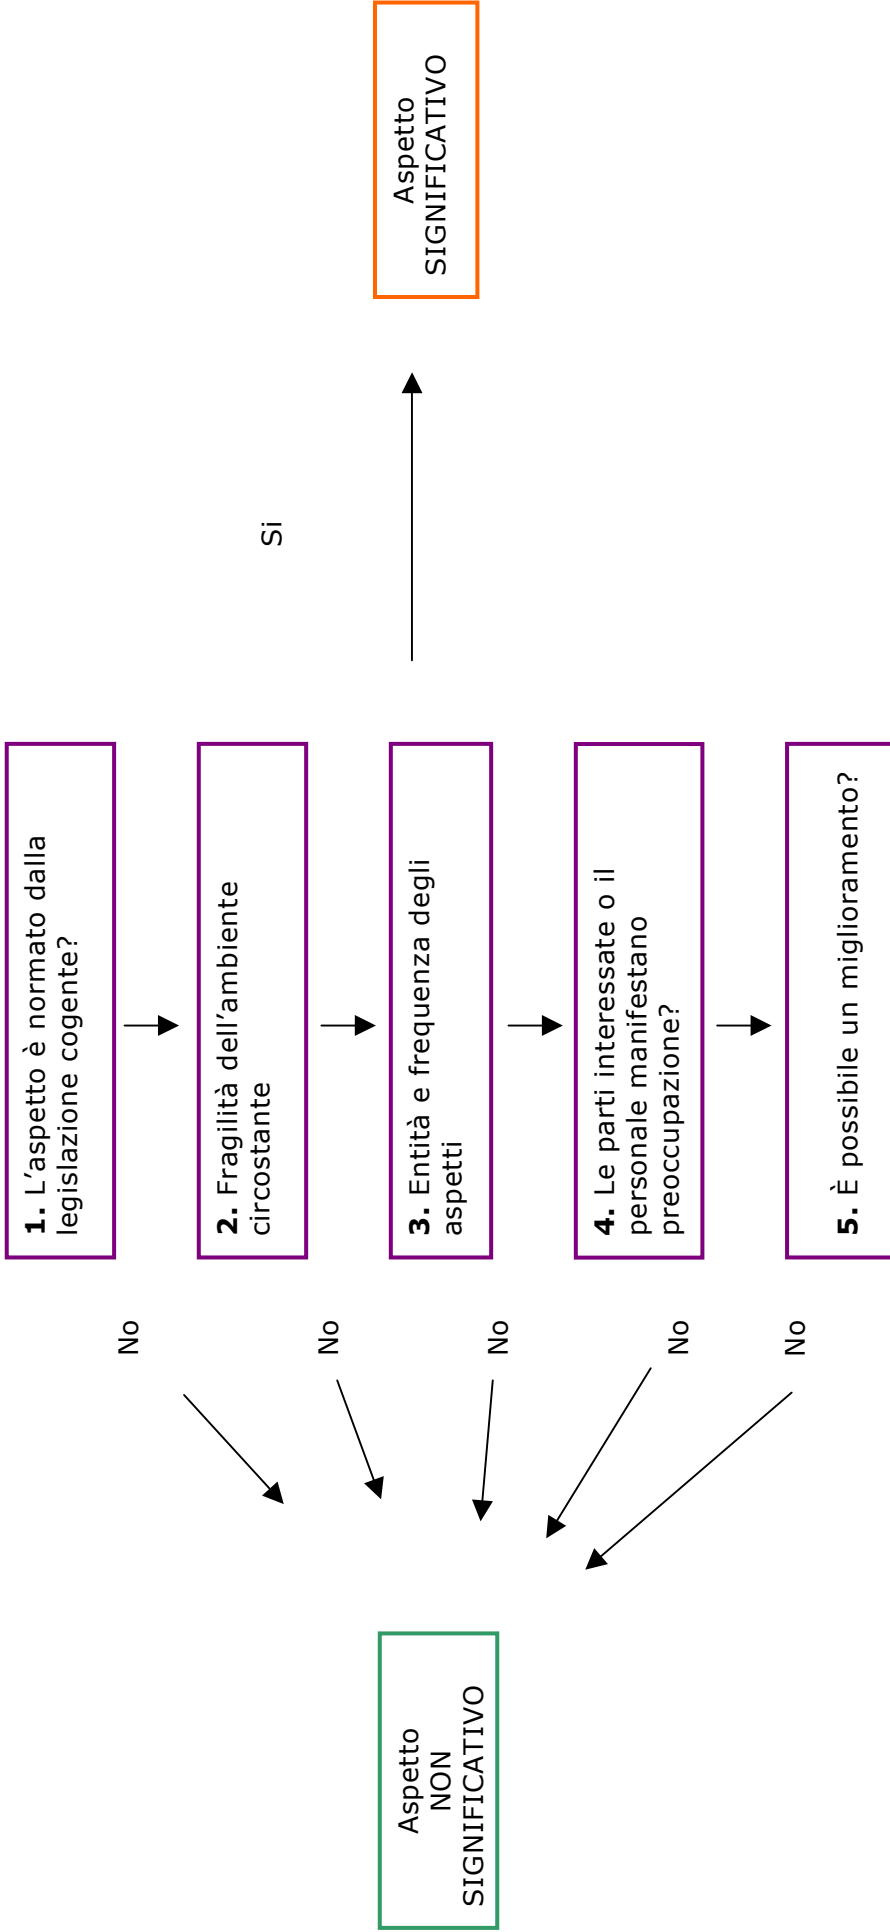 1. L’aspetto è normato dalla
legislazione cogente?
2. Fragilità dell’ambiente
circostante
3. Entità e frequenza degli
aspetti
4. Le parti interessate o il
personale manifestano
preoccupazione?
5. È possibile un miglioramento?
No
No
No
No
No
Si
Aspetto
NON
SIGNIFICATIVO
Aspetto
SIGNIFICATIVO